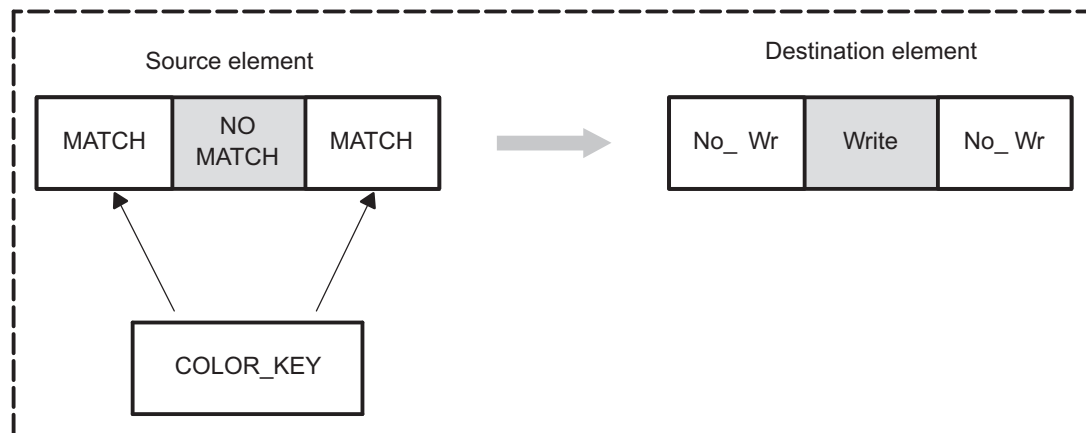 Source element
Destination element
MATCH
NO
MATCH
MATCH
No_ Wr
Write
No_ Wr
COLOR_KEY